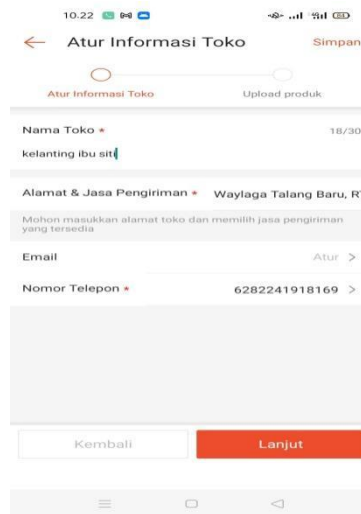 10.22
Atur Informasi Toko
Simpan
Atur Informasi Toko
Upload produk
Nama Toko *
18/30
kelanting ibu siti
Alamat & Jasa Pengiriman * Waylaga Talang Baru, RT
Mohon masukkan alamat toko dan memilih jasa pengiriman
yang tersedia
Email
Atur >
Nomor Telepon *
6282241918169 >
Kembali
Lanjut